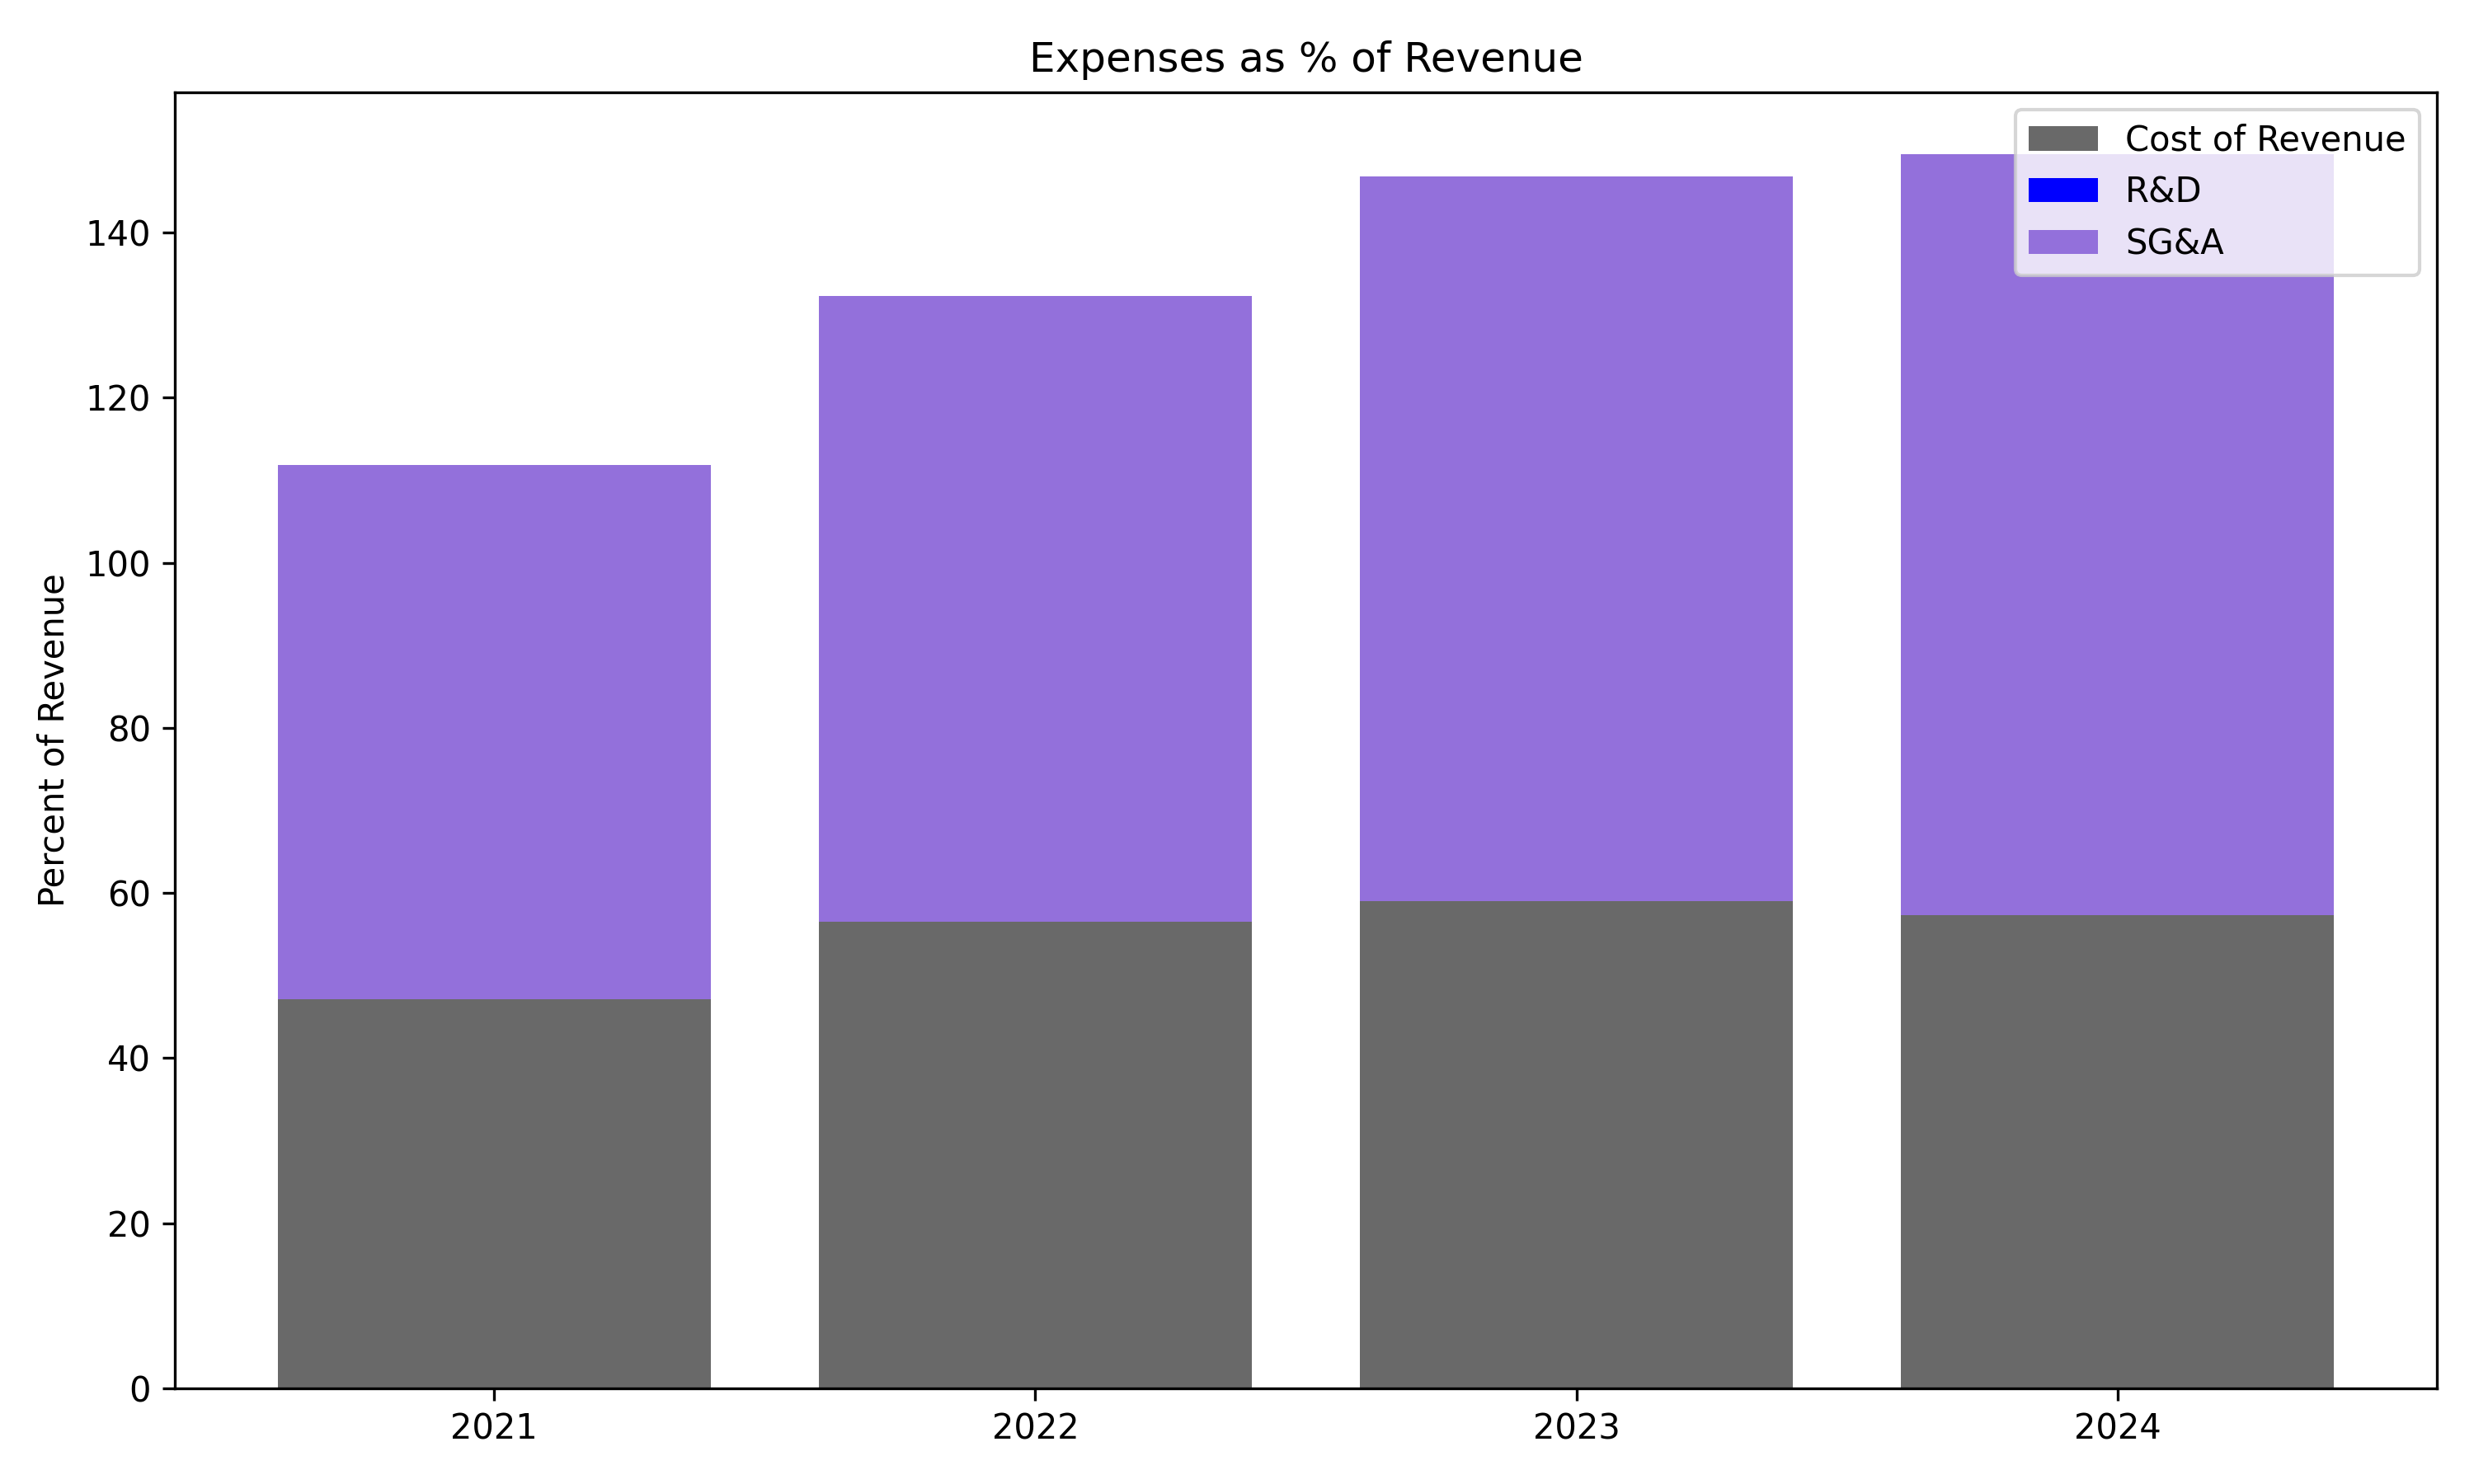 Expenses as % of Revenue
Cost of Revenue
R&D
SG&A
Percent of Revenue
140
120
100
80
60
40
20
0
2021
2022
2023
2024